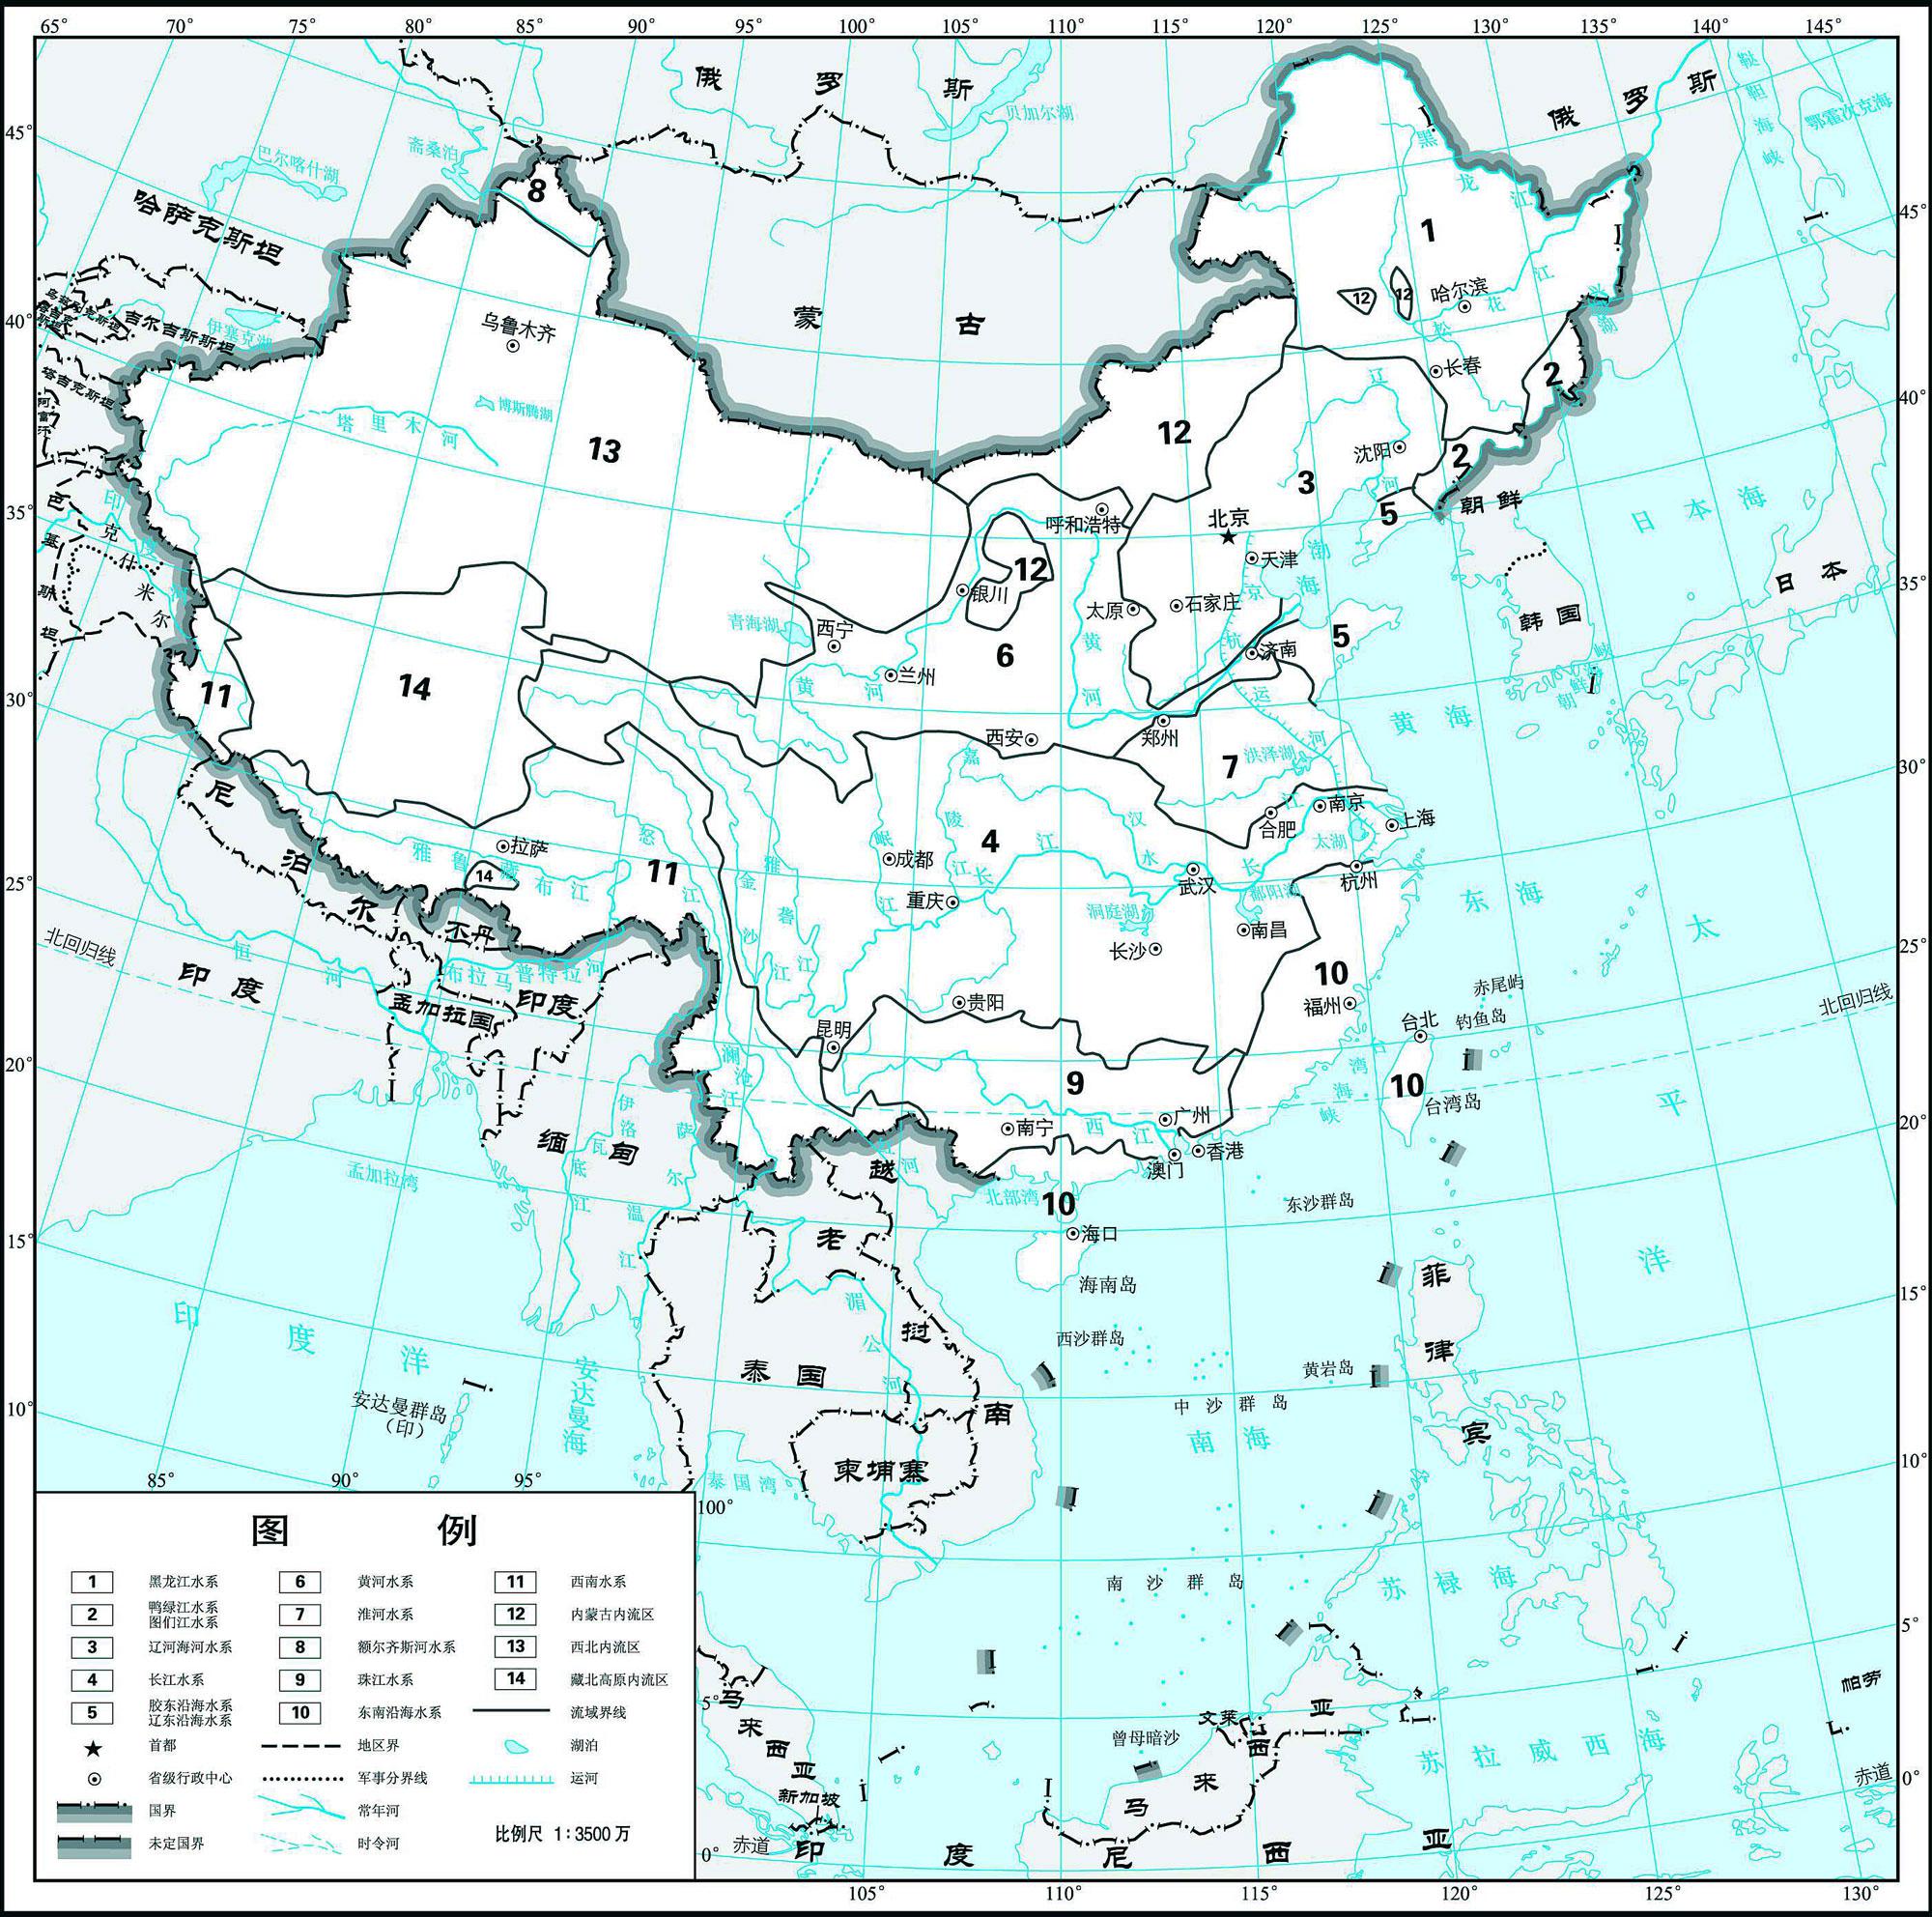 65° 70° 75° 80° 85° 90° 95° 100° 105° 110° 115° 120° 125° 130° 135° 140° 145°
俄 罗 斯
贝加尔湖
俄 罗 斯
鞑 靼 海 峡
鄂霍次克海
45°
斋桑泊
巴尔喀什湖
8
黑 龙 江
哈萨克斯坦
1
45°
12
12
哈尔滨
松 花 江
兴凯湖
40°
乌兹别克斯坦
吉尔吉斯斯坦
伊塞克湖
乌鲁木齐
蒙 古
长春
2
塔吉克斯坦
博斯腾湖
辽 河
40°
塔 里 木 河
13
12
沈阳
2
3
5
朝 鲜
日 本 海
35°
印 度 河
巴 基 斯 坦
克 什 米 尔
呼和浩特
北京
天津
渤 海
12
银川
太原
石家庄
京 杭 运 河
35°
日 本
韩 国
青海湖
西宁
兰州
6
黄 河
济南
5
朝鲜海峡
11
14
黄 河
30°
黄 海
西安
郑州
7
洪泽湖
30°
尼 泊 尔
嘉 陵 江
汉 水
4
合肥
南京
上海
太湖
岷 江
长 江
成都
拉萨
雅 鲁 藏 布 江
怒 江
11
14
金 沙 江
雅 砻 江
重庆
武汉
杭州
洞庭湖
鄱阳湖
东 海
25°
不丹
长沙
南昌
太 平 洋
25°
北回归线
恒 河
布拉马普特拉河
印 度
孟加拉国
印度
10
福州
赤尾屿
钓鱼岛
北回归线
贵阳
昆明
台北
台 湾 海 峡
20°
澜 沧 江
9
10
台湾岛
伊 洛 瓦 底 江
萨 尔 温 江
缅 甸
南宁
西 江
广州
香港
澳门
20°
孟加拉湾
红 河
越 南
北部湾
10
海口
东沙群岛
15°
老 挝
海南岛
15°
菲 律 宾
印 度 洋
湄 公 河
西沙群岛
黄岩岛
中 沙 群 岛
南 海
安达曼群岛
（印）
安达曼海
泰 国
10°
10°
85° 90° 95°
柬埔寨
泰国湾
100°
图 例
1 黑龙江水系
2 鸭绿江水系
图们江水系
3 辽河海河水系
4 长江水系
5 胶东沿海水系
辽东沿海水系
6 黄河水系
7 淮河水系
8 额尔齐斯河水系
9 珠江水系
10 东南沿海水系
11 西南水系
12 内蒙古内流区
13 西北内流区
14 藏北高原内流区
流域界线
首都
地区界
湖泊
省级行政中心
军事分界线
运河
国界
常年河
未定国界
时令河
比例尺 1:3500万
南 沙 群 岛
苏 禄 海
5°
5°
马 来 西 亚
曾母暗沙
文莱
马 来 西 亚
苏 拉 威 西 海
帕劳
新加坡
0°
赤道
赤道
0°
印 度 尼 西 亚
105° 110° 115° 120° 125° 130°